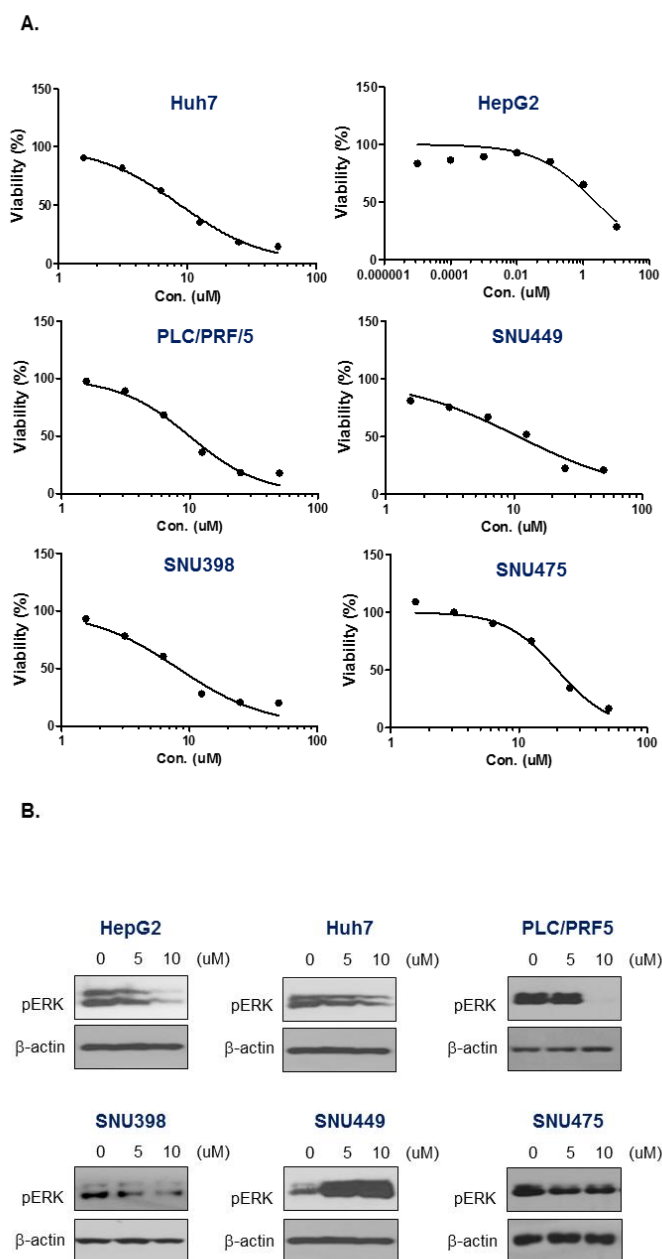 A.
Huh7
HepG2
150
100
50
0
Viability (%)
1 10 100
Con. (uM)
150
100
50
0
Viability (%)
0.000001 0.0001 0.01 1 100
Con. (uM)
PLC/PRF/5
SNU449
150
100
50
0
Viability (%)
1 10 100
Con. (uM)
150
100
50
0
Viability (%)
1 10 100
Con. (uM)
SNU398
SNU475
150
100
50
0
Viability (%)
1 10 100
Con. (uM)
150
100
50
0
Viability (%)
1 10 100
Con. (uM)
B.
HepG2
0 5 10 (uM)
pERK
β-actin
Huh7
0 5 10 (uM)
pERK
β-actin
PLC/PRF5
0 5 10 (uM)
pERK
β-actin
SNU398
0 5 10 (uM)
pERK
β-actin
SNU449
0 5 10 (uM)
pERK
β-actin
SNU475
0 5 10 (uM)
pERK
β-actin